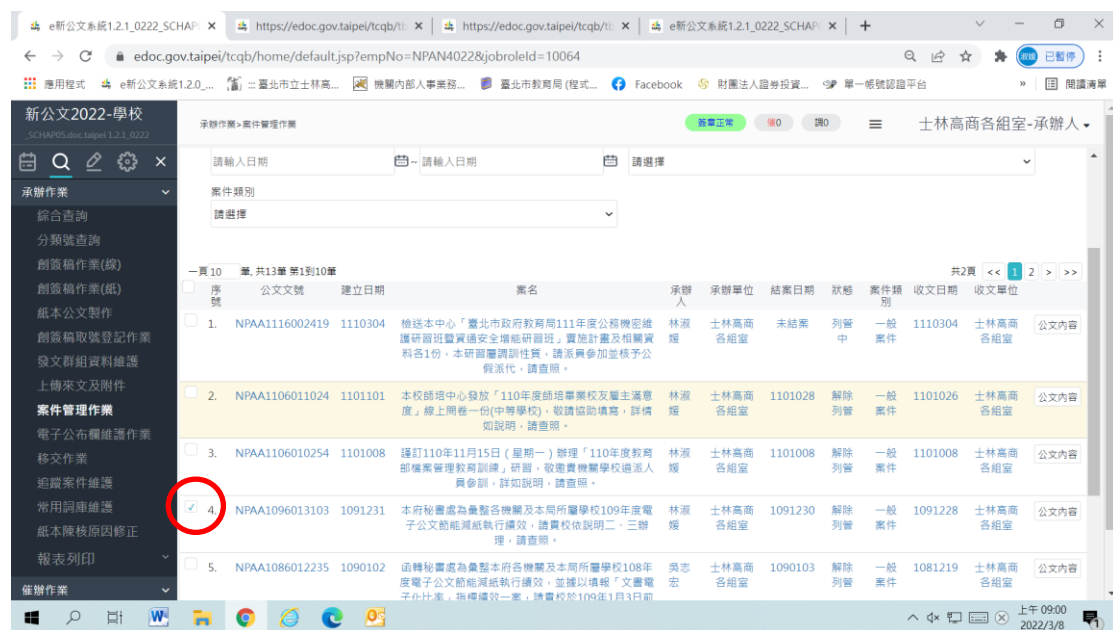 e新公文系統1.2.1_0222_SCHAP(
https://edoc.gov.taipei/tcqb/tb
https://edoc.gov.taipei/tcqb/tb
e新公文系統1.2.1_0222_SCHAP(
edoc.gov.taipei/tcqb/home/default.jsp?empNo=NPAN4022&jobroleId=10064
已暫停
應用程式
e新公文系統1.2.0_...
::: 臺北市立士林高...
機關內部人事業務...
臺北市教育局 (程式...
Facebook
財團法人證券投資...
單一帳號認證平台
»
閱讀清單
新公文2022-學校
_SCHAP05.doc.taipei 1.2.1_0222
承辦作業>案件管理作業
簽章正常
催0
調0
士林高商各組室-承辦人
承辦作業
綜合查詢
分類號查詢
創簽稿作業(線)
創簽稿作業(紙)
紙本公文製作
創簽稿取號登記作業
發文群組資料維護
上傳來文及附件
案件管理作業
電子公布欄維護作業
移交作業
追蹤案件維護
常用詞庫維護
紙本陳核原因修正
報表列印
催辦作業
請輸入日期 ~ 請輸入日期 請選擇
案件類別
請選擇
一頁 10 筆, 共13筆 第1到10筆
共2頁 << 1 2 > >>
序號 公文文號 建立日期 案名 承辦人 承辦單位 結案日期 狀態 案件類別 收文日期 收文單位
1. NPAA1116002419 1110304 檢送本中心「臺北市政府教育局111年度公務機密維 林淑媛 士林高商各組室 未結案 列管中 一般案件 1110304 士林高商各組室 公文內容
護研習班暨資通安全增能研習班」實施計畫及相關資
料各1份，本研習屬調訓性質，請派員參加並核予公
假派代，請查照。
2. NPAA1106011024 1101101 本校師培中心發放「110年度師培畢業校友雇主滿意 林淑媛 士林高商各組室 1101028 解除列管 一般案件 1101026 士林高商各組室 公文內容
度」線上問卷一份(中等學校)，敬請協助填寫，詳情
如說明，請查照。
3. NPAA1106010254 1101008 謹訂110年11月15日（星期一）辦理「110年度教育 林淑媛 士林高商各組室 1101008 解除列管 一般案件 1101008 士林高商各組室 公文內容
部檔案管理教育訓練」研習，敬邀貴機關學校遴派人
員參訓，詳如說明，請查照。
4. NPAA1096013103 1091231 本府秘書處為彙整各機關及本局所屬學校109年度電 林淑媛 士林高商各組室 1091230 解除列管 一般案件 1091228 士林高商各組室 公文內容
子公文節能減紙執行績效，請貴校依說明二、三辦
理，請查照。
5. NPAA1086012235 1090102 函轉秘書處為彙整本府各機關及本局所屬學校108年 吳志宏 士林高商各組室 1090103 解除列管 一般案件 1081219 士林高商各組室 公文內容
度電子公文節能減紙執行績效，並據以填報「文書電
子化比率」指標績效一案，請貴校於109年1月3日前
上午 09:00
2022/3/8